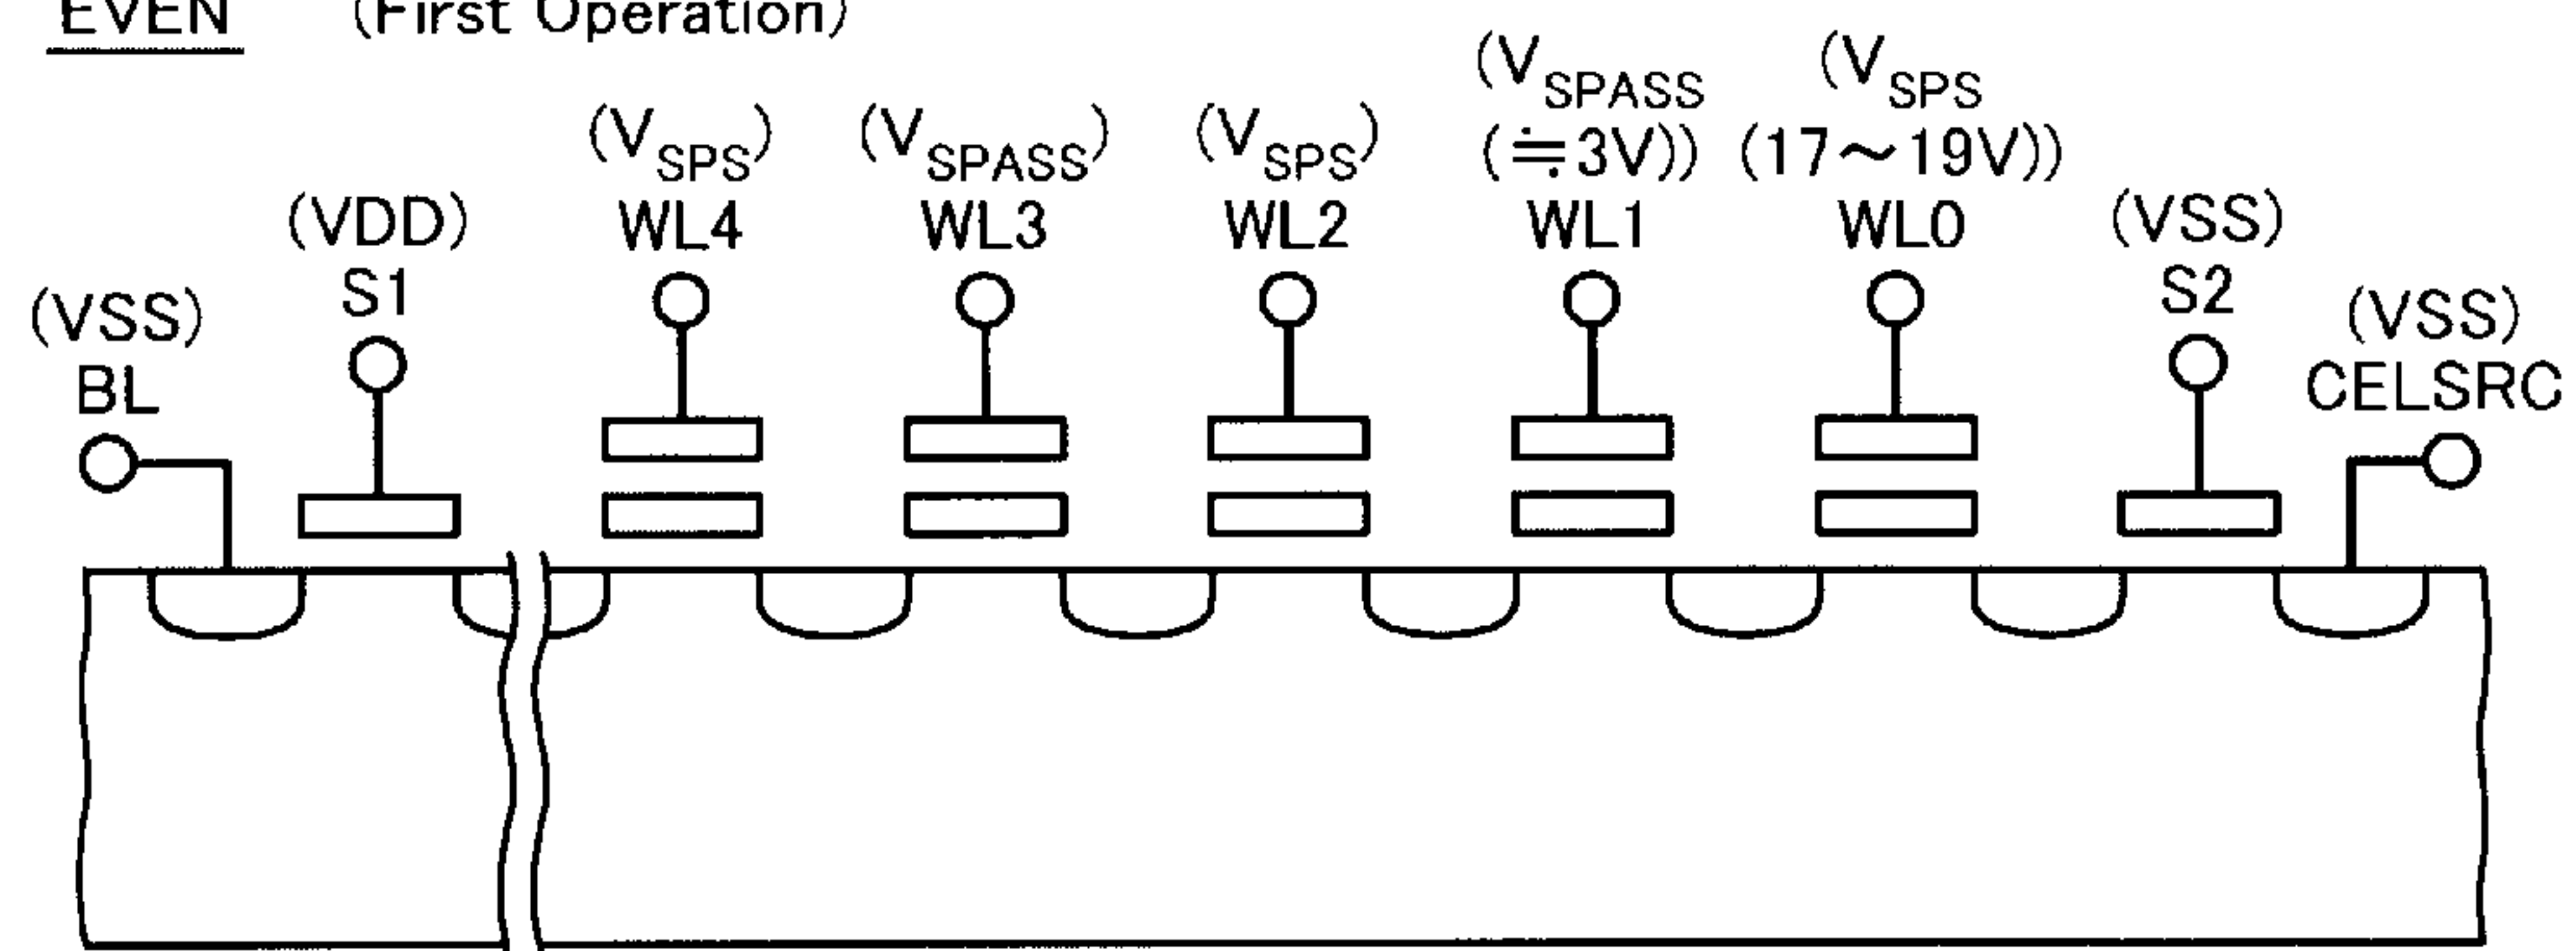 EVEN (First Operation)
(VSPS)
WL4
(VSPASS)
WL3
(VSPS)
WL2
(VSPASS
(≒3V))
WL1
(VSPS
(17～19V))
WL0
(VDD)
S1
(VSS)
S2
(VSS)
BL
(VSS)
CELSRC